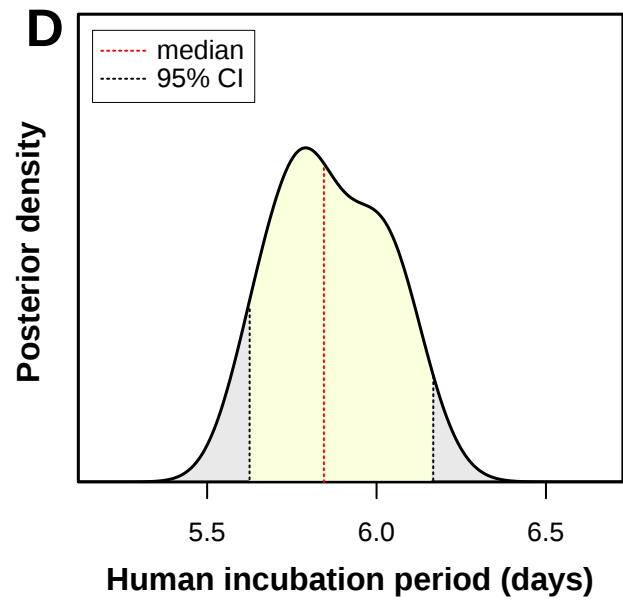 D
median
95% CI
Posterior density
5.5 6.0 6.5
Human incubation period (days)